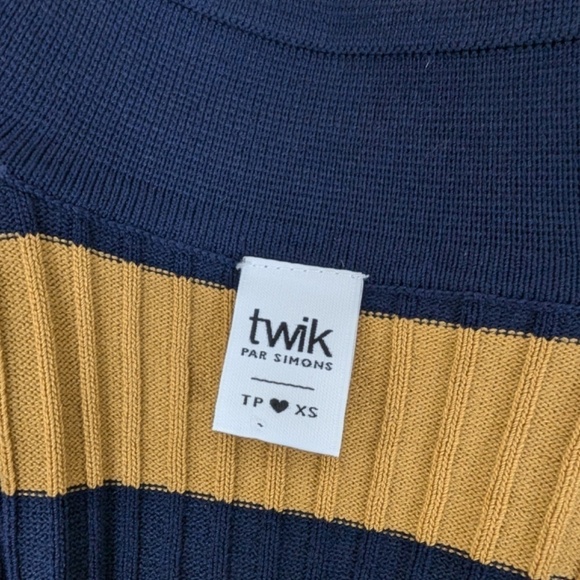 twik
PAR SIMONS
TP ♥ XS